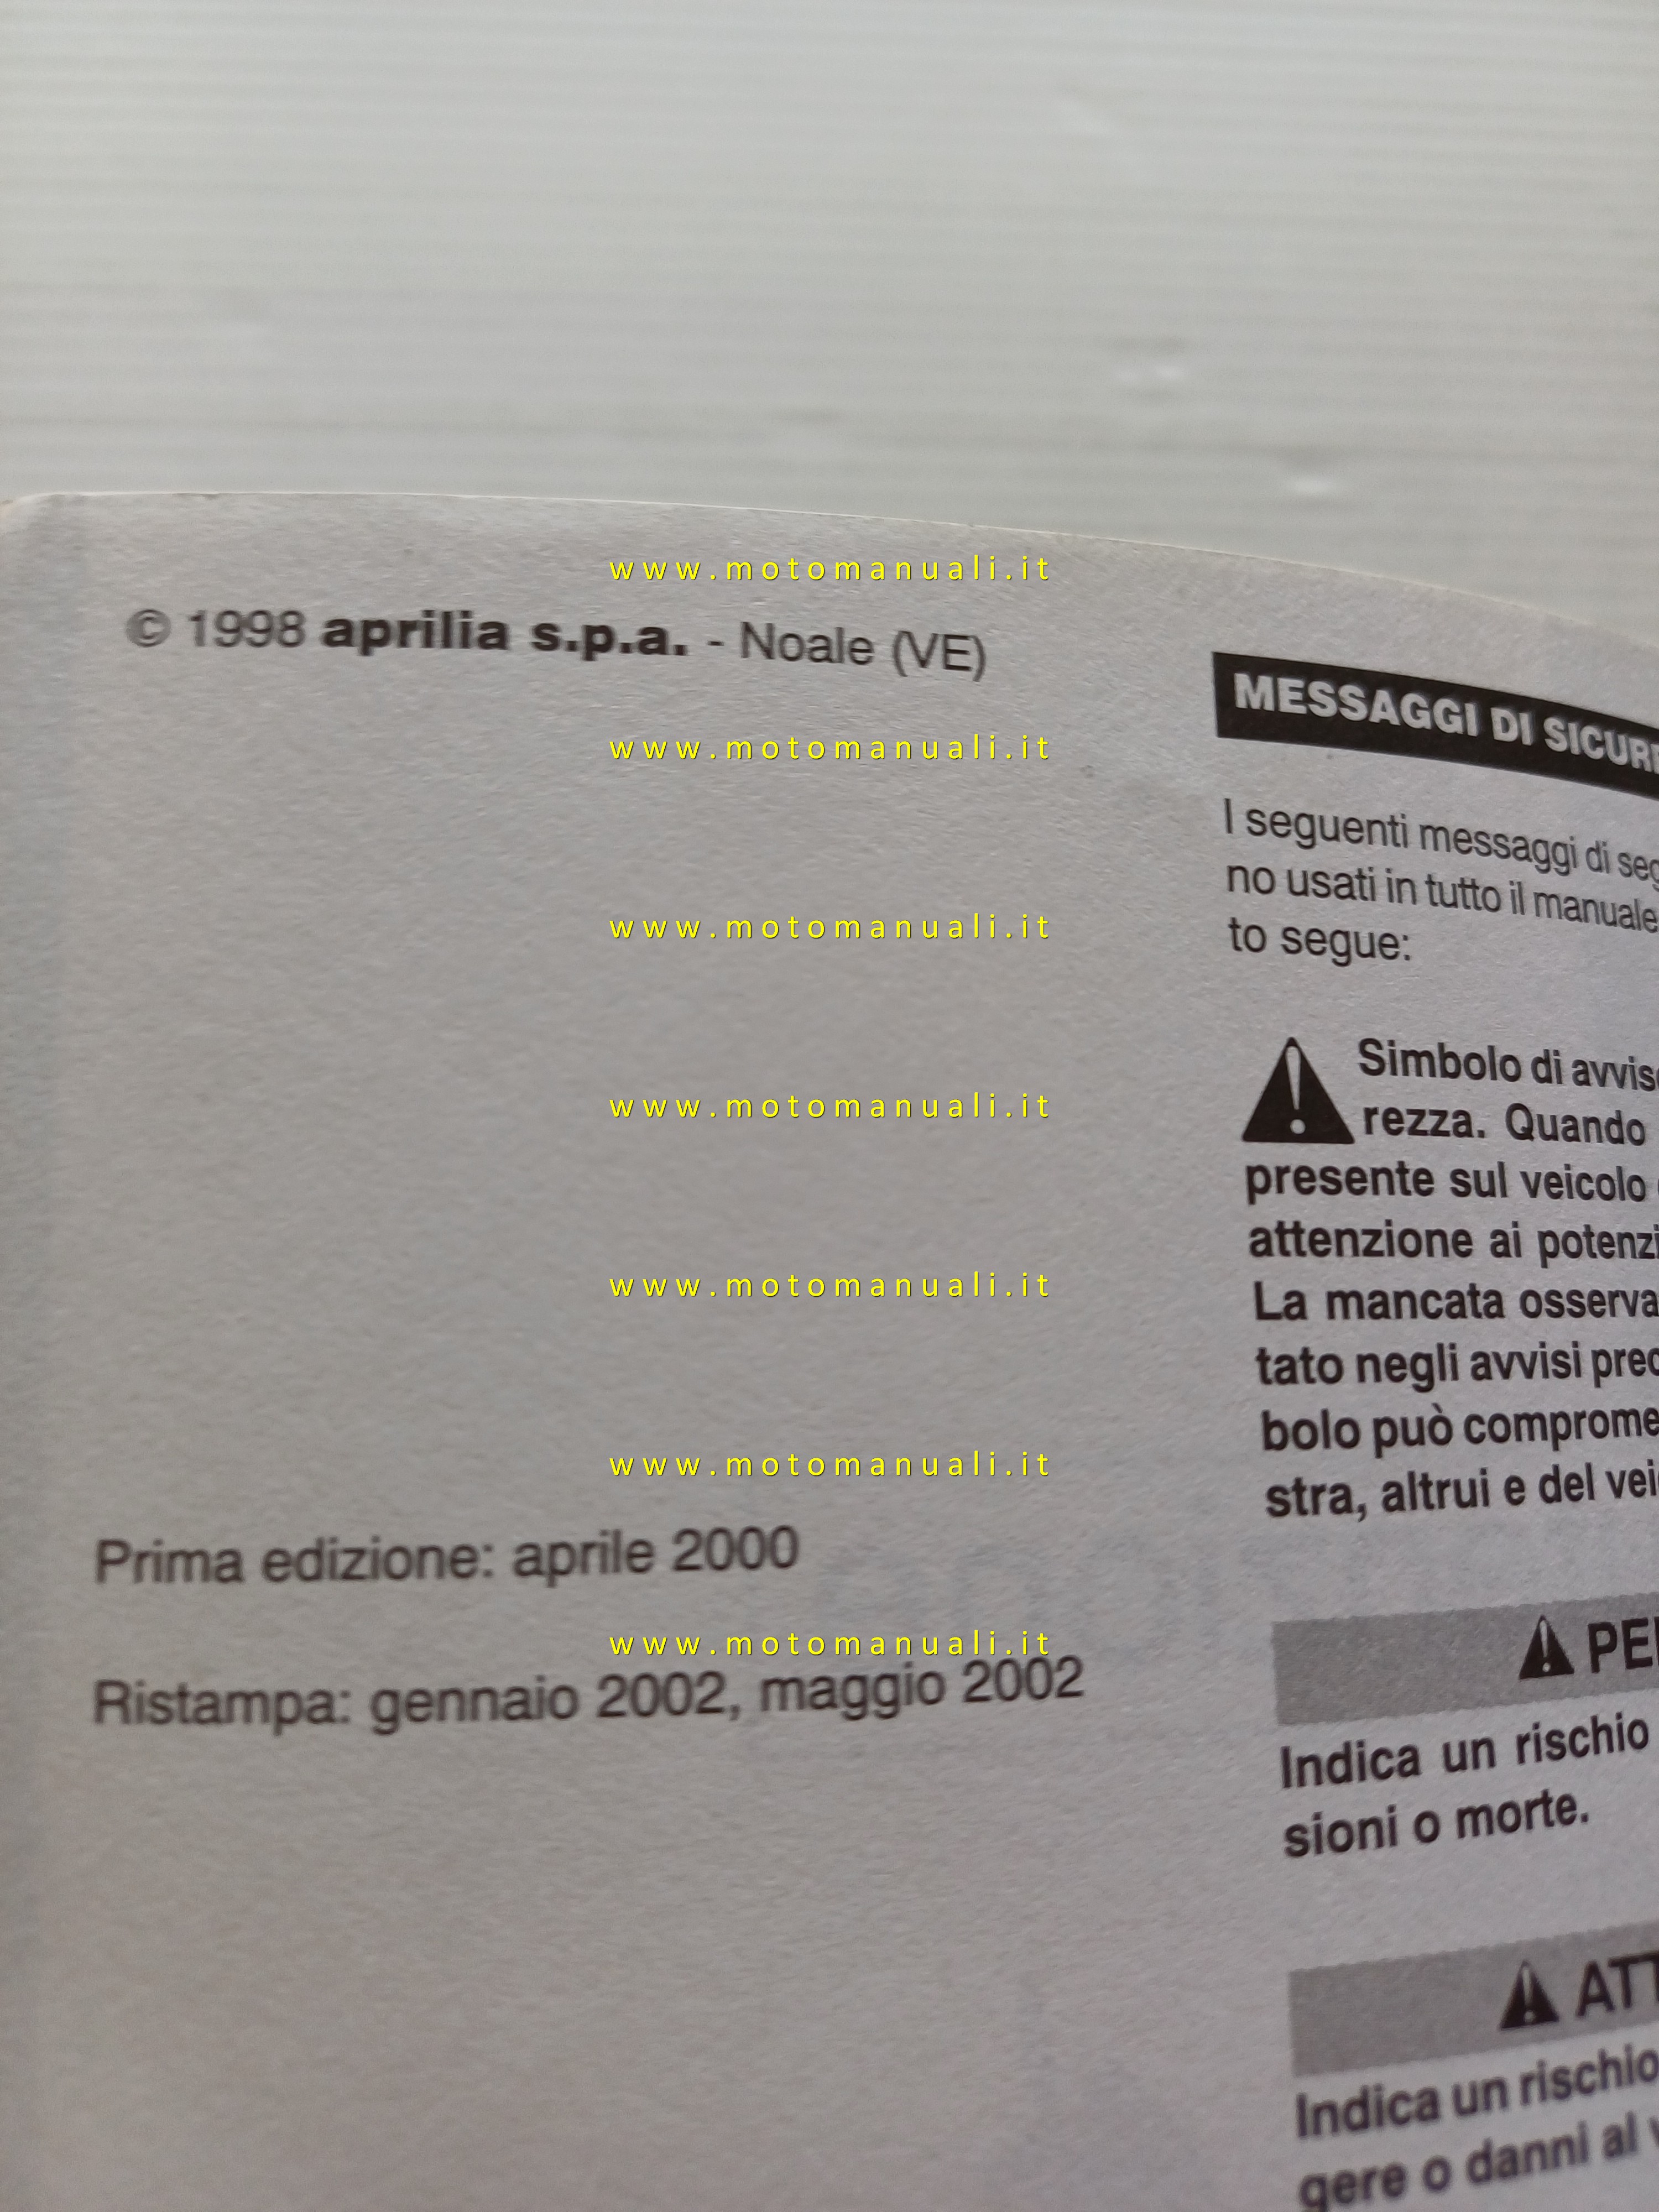 www.motomanuali.it
© 1998 aprilia s.p.a. - Noale (VE)
www.motomanuali.it
www.motomanuali.it
www.motomanuali.it
www.motomanuali.it
www.motomanuali.it
Prima edizione: aprile 2000
www.motomanuali.it
Ristampa: gennaio 2002, maggio 2002
MESSAGGI DI
I seguenti messaggi di
no usati in tutto il manuale
to segue:
Simbolo di
rezza. Quando
presente sul veicolo
attenzione ai
La mancata
tato negli avvisi
bolo può
stra, altrui e del
Indica un rischio
sioni o morte.
Indica un rischio
gere o danni al